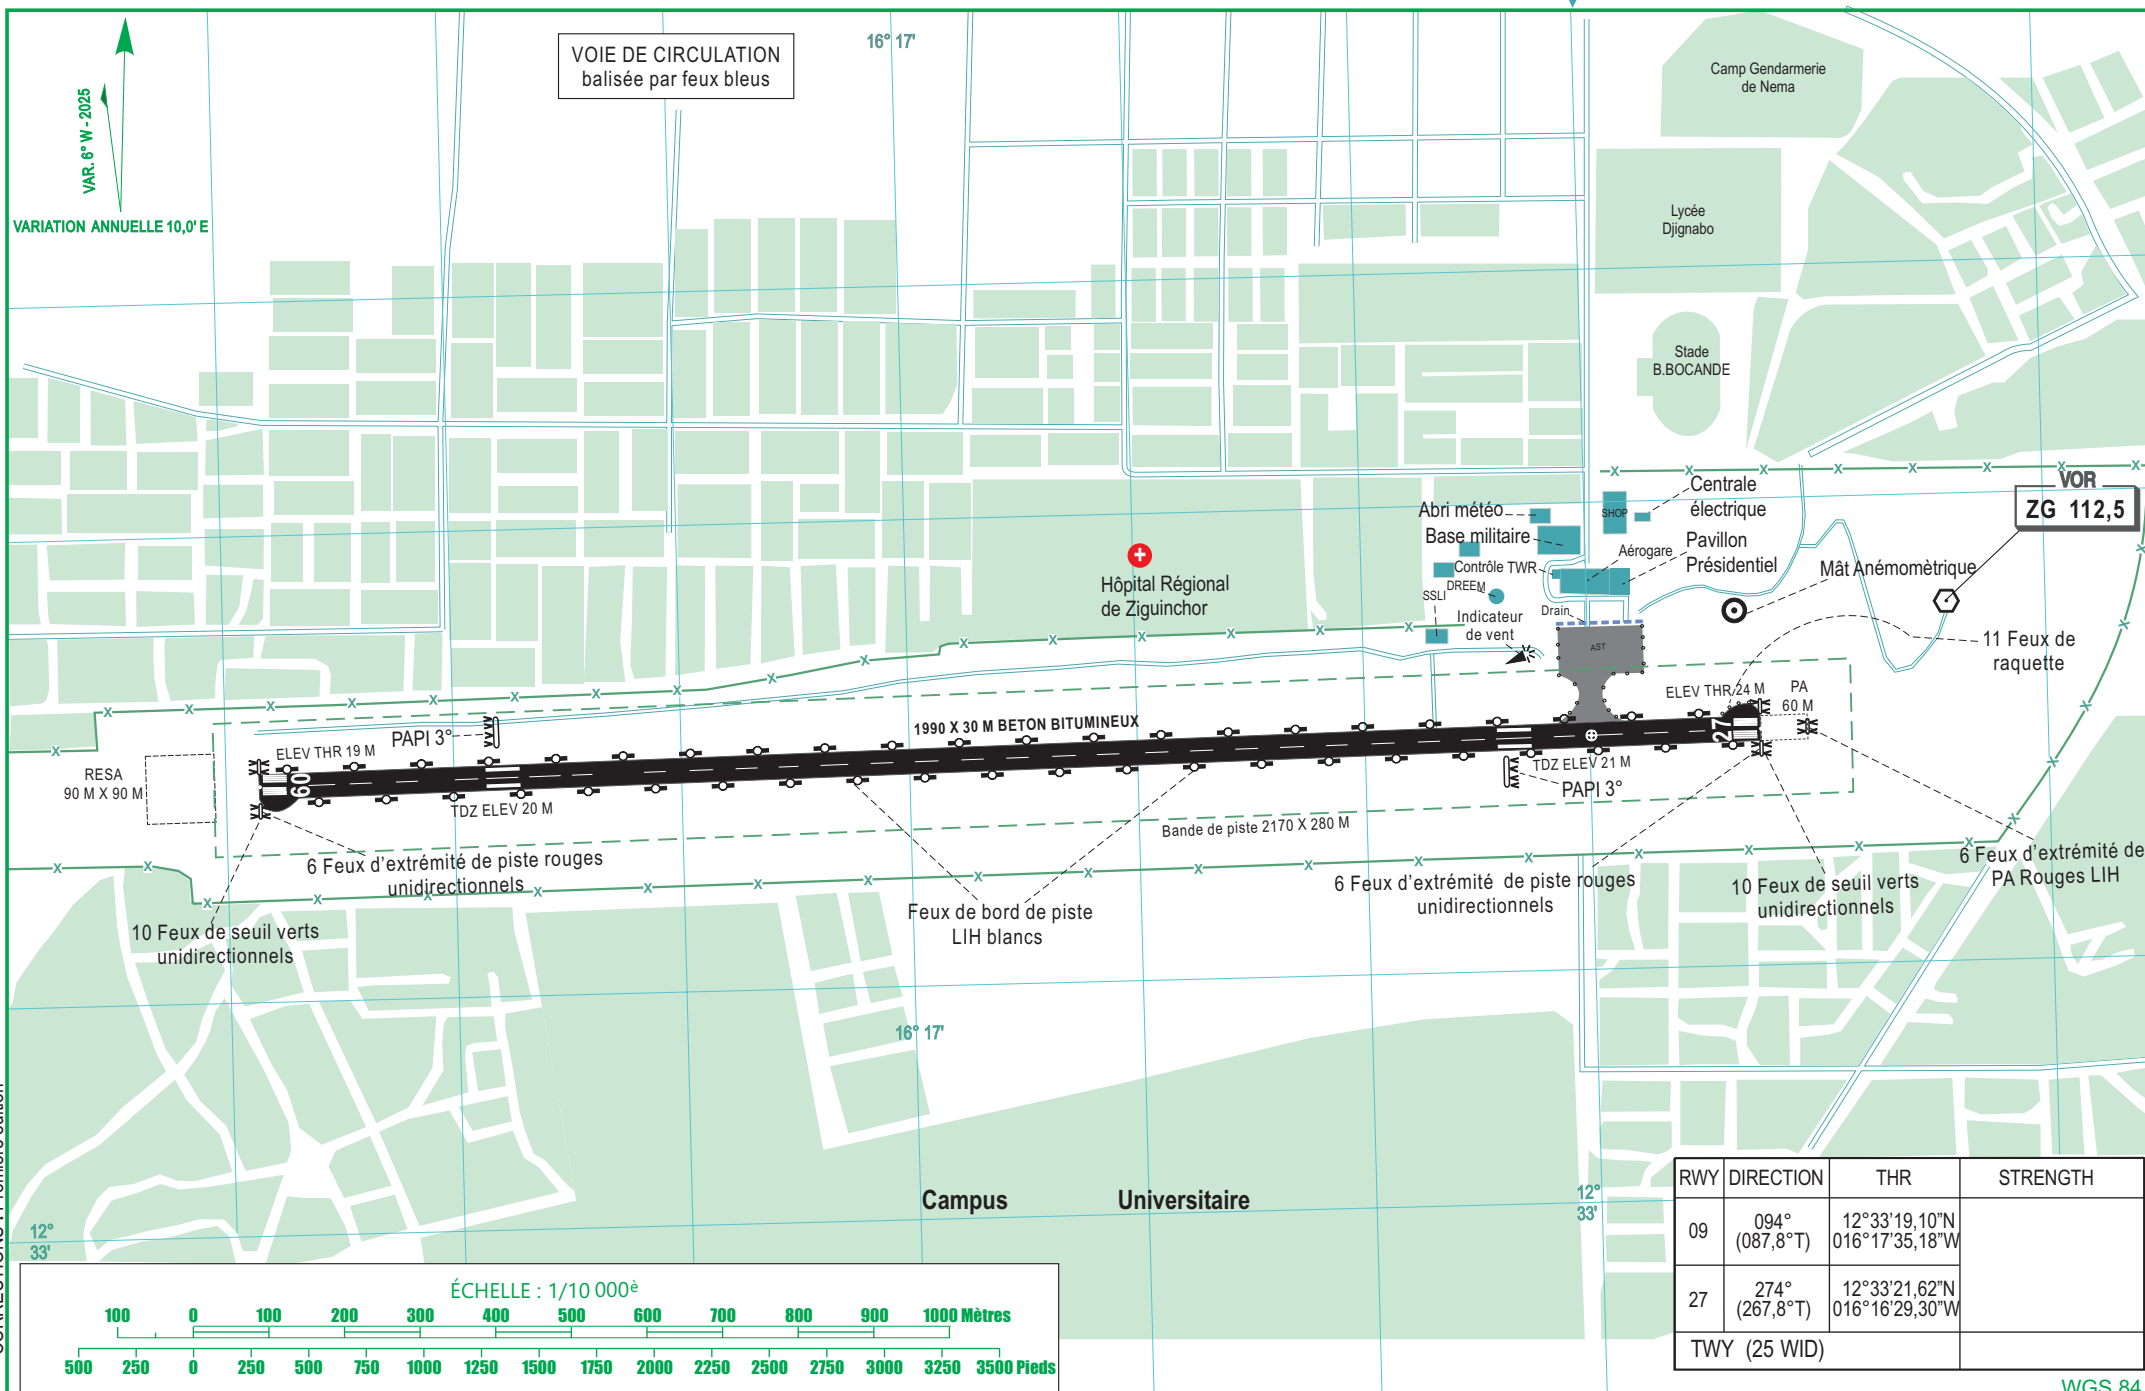 VOIE DE CIRCULATION
balisée par feux bleus
16° 17'
VAR. 6° W - 2025
VARIATION ANNUELLE 10,0' E
Camp Gendarmerie
de Nema
Lycée
Djignabo
Stade
B.BOCANDE
VOR
ZG 112,5
Centrale
électrique
SHOP
Abri météo
Base militaire
Aérogare
Pavillon
Présidentiel
Contrôle TWR
DREEM
SSLI
Mât Anémomètrique
Hôpital Régional
de Ziguinchor
Indicateur
de vent
Drain
AST
11 Feux de
raquette
ELEV THR 24 M
PA
60 M
1990 X 30 M BETON BITUMINEUX
PAPI 3°
ELEV THR 19 M
RESA
90 M X 90 M
09
27
TDZ ELEV 20 M
TDZ ELEV 21 M
PAPI 3°
Bande de piste 2170 X 280 M
6 Feux d'extrémité de piste rouges
unidirectionnels
10 Feux de seuil verts
unidirectionnels
Feux de bord de piste
LIH blancs
6 Feux d'extrémité de piste rouges
unidirectionnels
10 Feux de seuil verts
unidirectionnels
6 Feux d'extrémité de
PA Rouges LIH
16° 17'
Campus Universitaire
12°
33'
12°
33'
RWY DIRECTION THR STRENGTH
09 094° (087,8°T) 12°33'19,10"N 016°17'35,18"W
27 274° (267,8°T) 12°33'21,62"N 016°16'29,30"W
TWY (25 WID)
ÉCHELLE : 1/10 000è
100 0 100 200 300 400 500 600 700 800 900 1000 Mètres
500 250 0 250 500 750 1000 1250 1500 1750 2000 2250 2500 2750 3000 3250 3500 Pieds
WGS 84